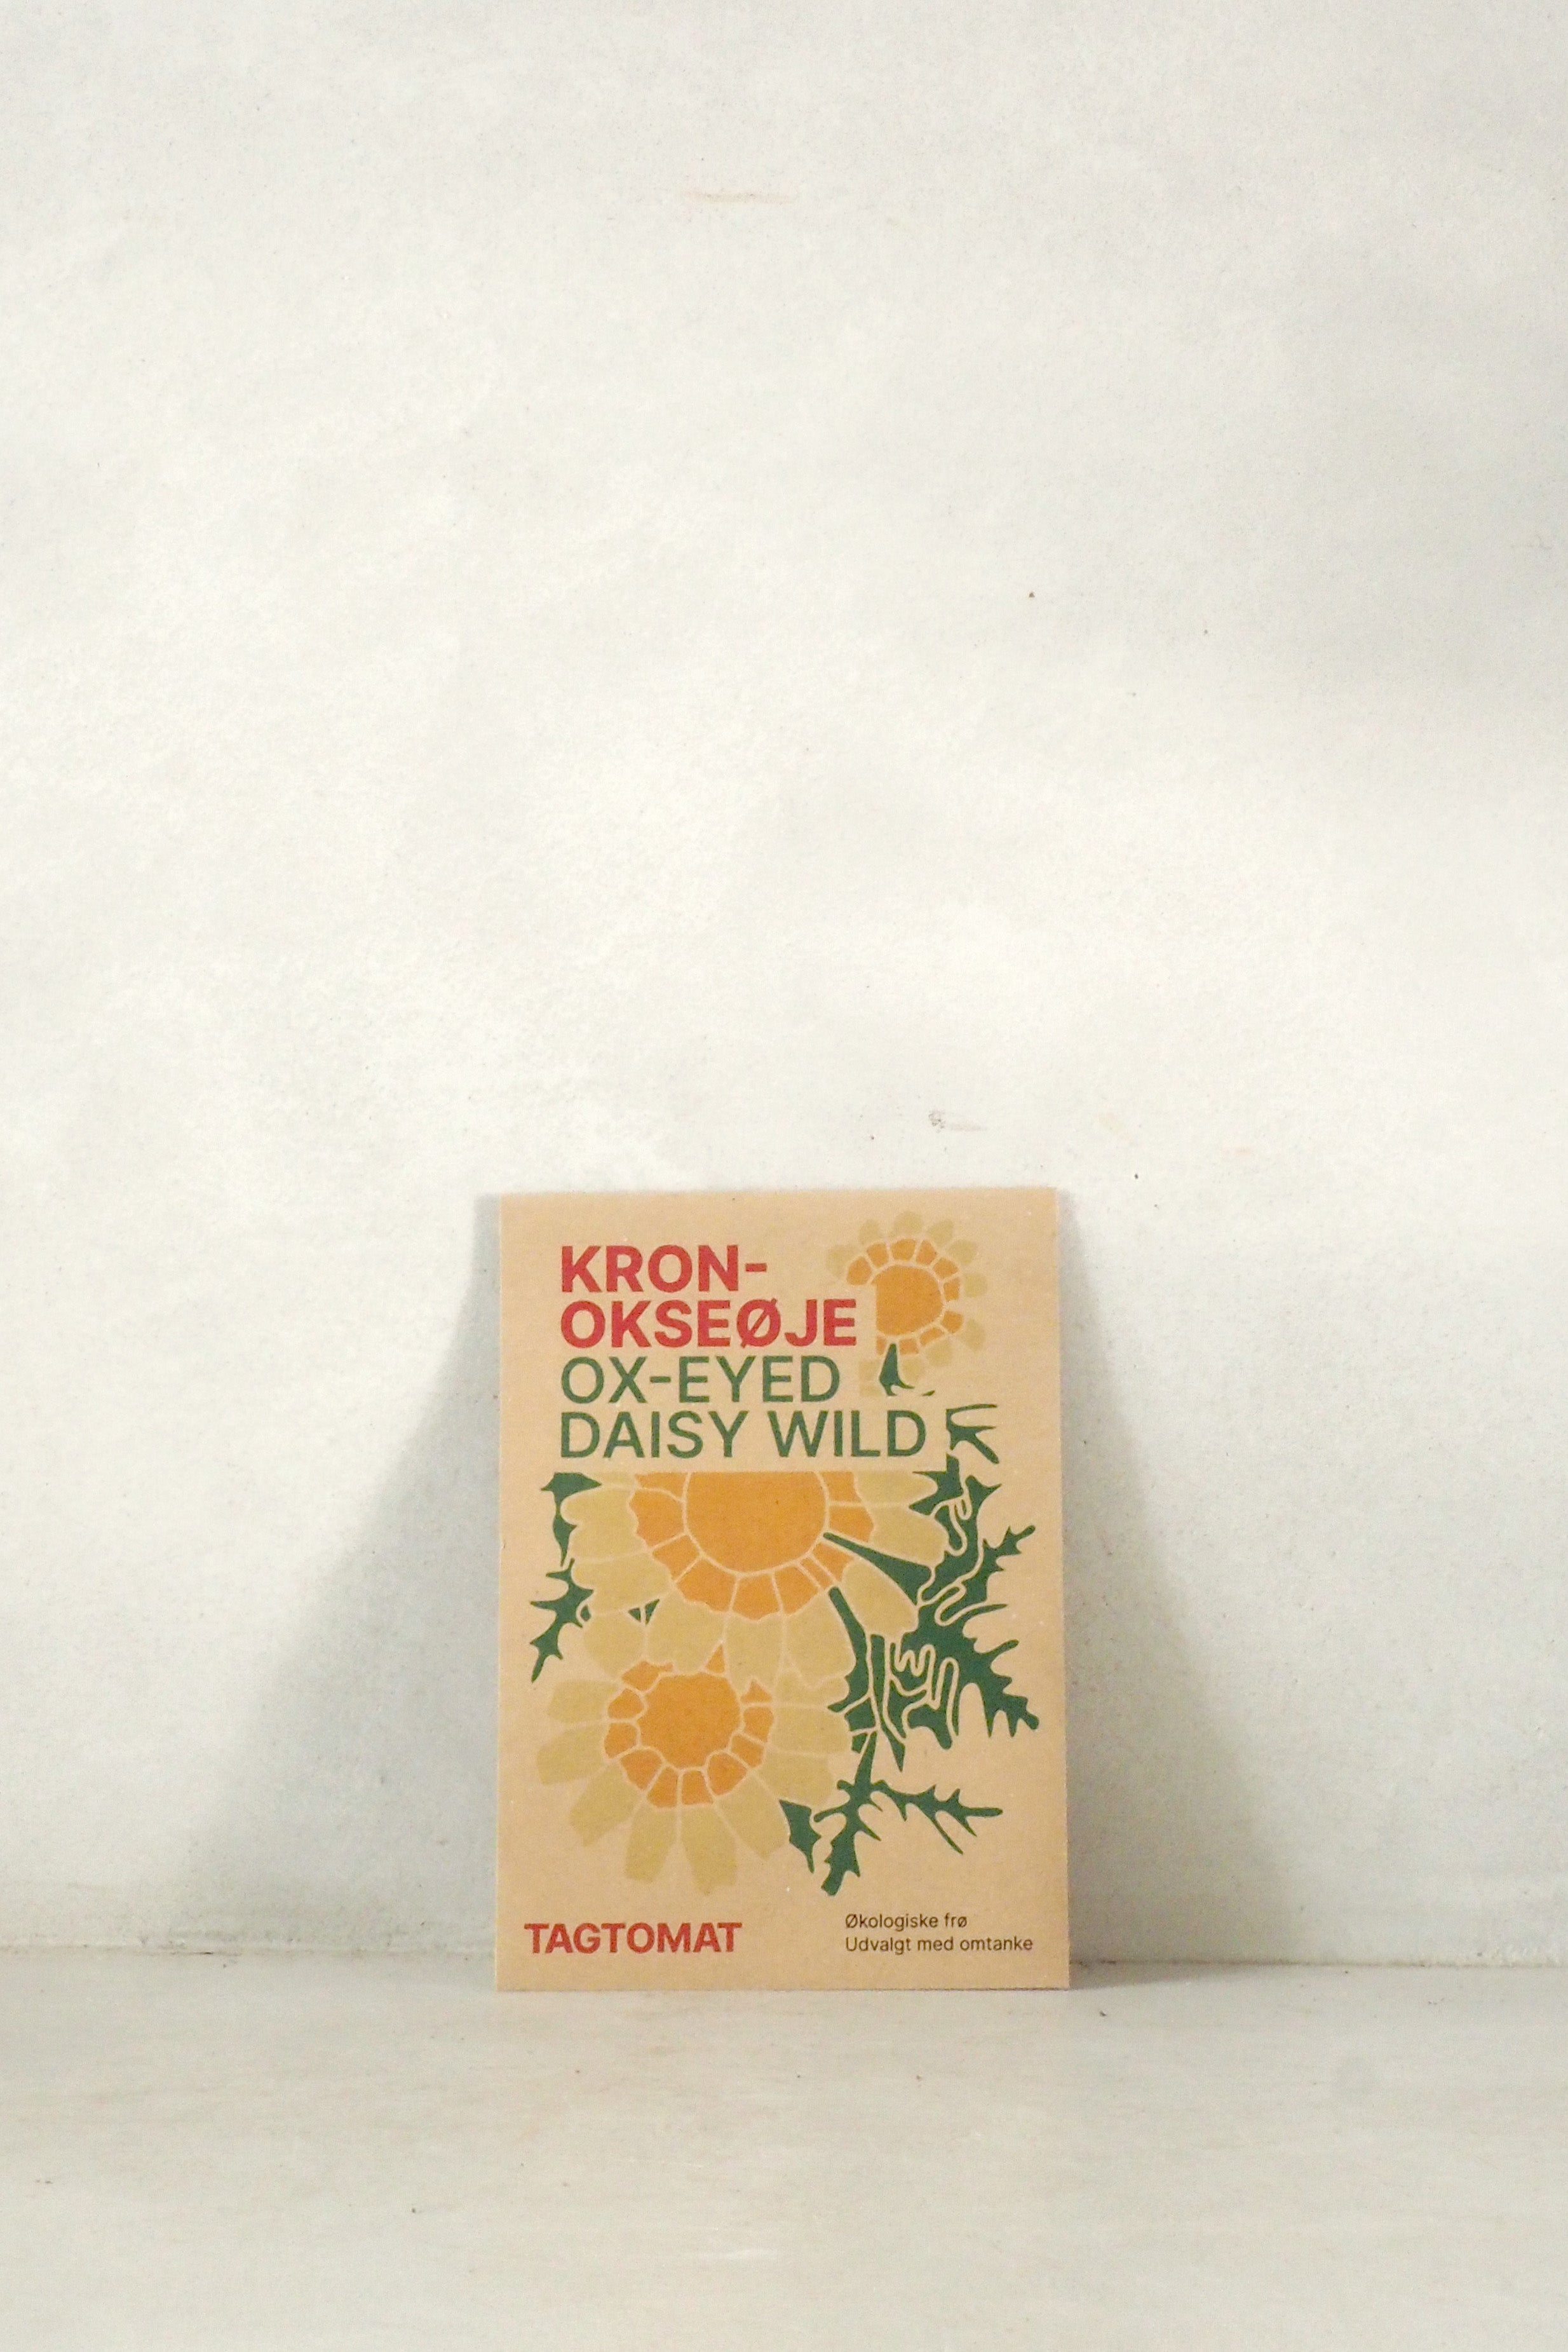 KRON-
OKSEØJE
OX-EYED
DAISY WILD
TAGTOMAT
Økologiske frø
Udvalgt med omtanke